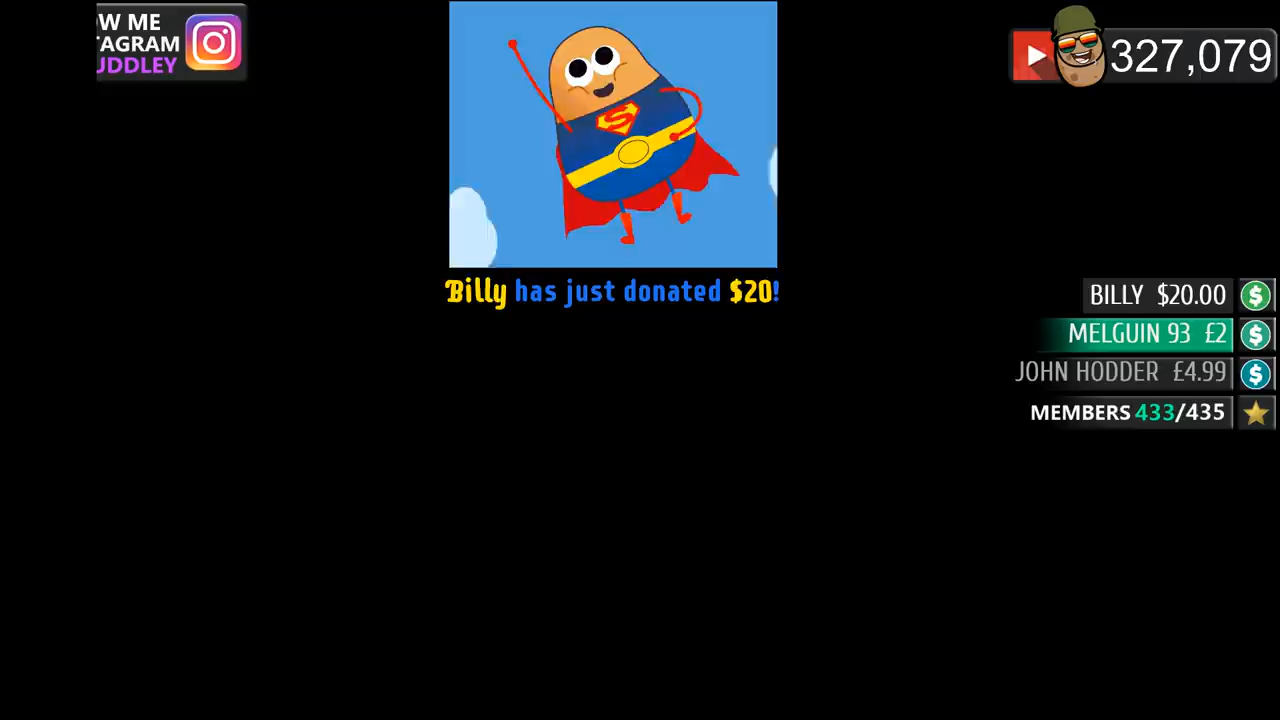 OW ME
TAGRAM
UDDLEY
327,079
S
Billy has just donated $20!
BILLY $20.00
MELGUIN 93 £2
JOHN HODDER £4.99
MEMBERS 433/435